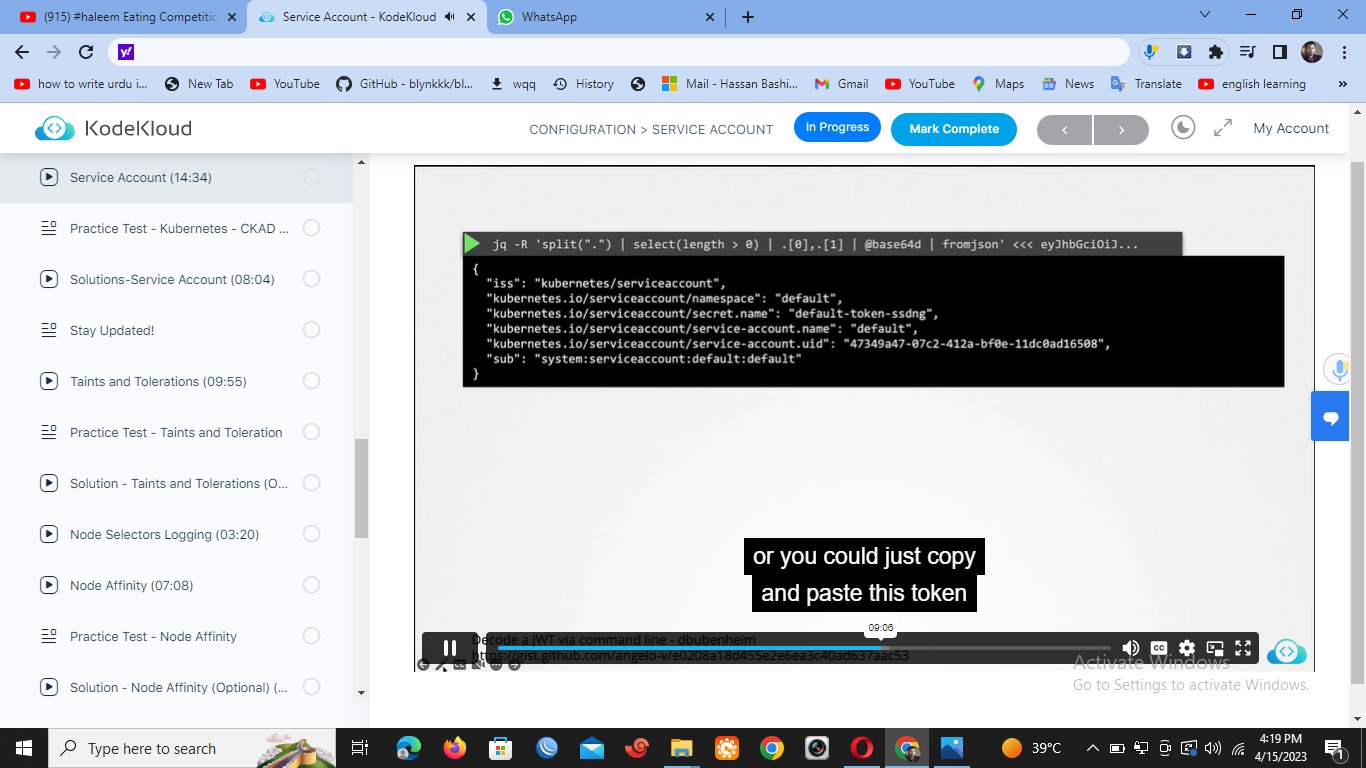 (915) #haleem Eating Competitio
Service Account - KodeKloud
WhatsApp
y!
how to write urdu i...
New Tab
YouTube
GitHub - blynkkk/bl...
wqq
History
Mail - Hassan Bashi...
Gmail
YouTube
Maps
News
Translate
english learning
»
KodeKloud
CONFIGURATION > SERVICE ACCOUNT
In Progress
Mark Complete
My Account
Service Account (14:34)
Practice Test - Kubernetes - CKAD ...
Solutions-Service Account (08:04)
Stay Updated!
Taints and Tolerations (09:55)
Practice Test - Taints and Toleration
Solution - Taints and Tolerations (O...
Node Selectors Logging (03:20)
Node Affinity (07:08)
Practice Test - Node Affinity
Solution - Node Affinity (Optional) (...
jq -R 'split(".") | select(length > 0) | .[0],.[1] | @base64d | fromjson' <<< eyJhbGciOiJ...
{
"iss": "kubernetes/serviceaccount",
"kubernetes.io/serviceaccount/namespace": "default",
"kubernetes.io/serviceaccount/secret.name": "default-token-ssdng",
"kubernetes.io/serviceaccount/service-account.name": "default",
"kubernetes.io/serviceaccount/service-account.uid": "47349a47-07c2-412a-bf0e-11dc0ad16508",
"sub": "system:serviceaccount:default:default"
}
or you could just copy
and paste this token
09:06
Decode a JWT via command line - dbubenheim
https://gist.github.com/angelo-v/e0208a18d455e2e6ea3c40ad637aac53
CC
Activate Windows
Go to Settings to activate Windows.
Type here to search
39°C
4:19 PM
4/15/2023
1